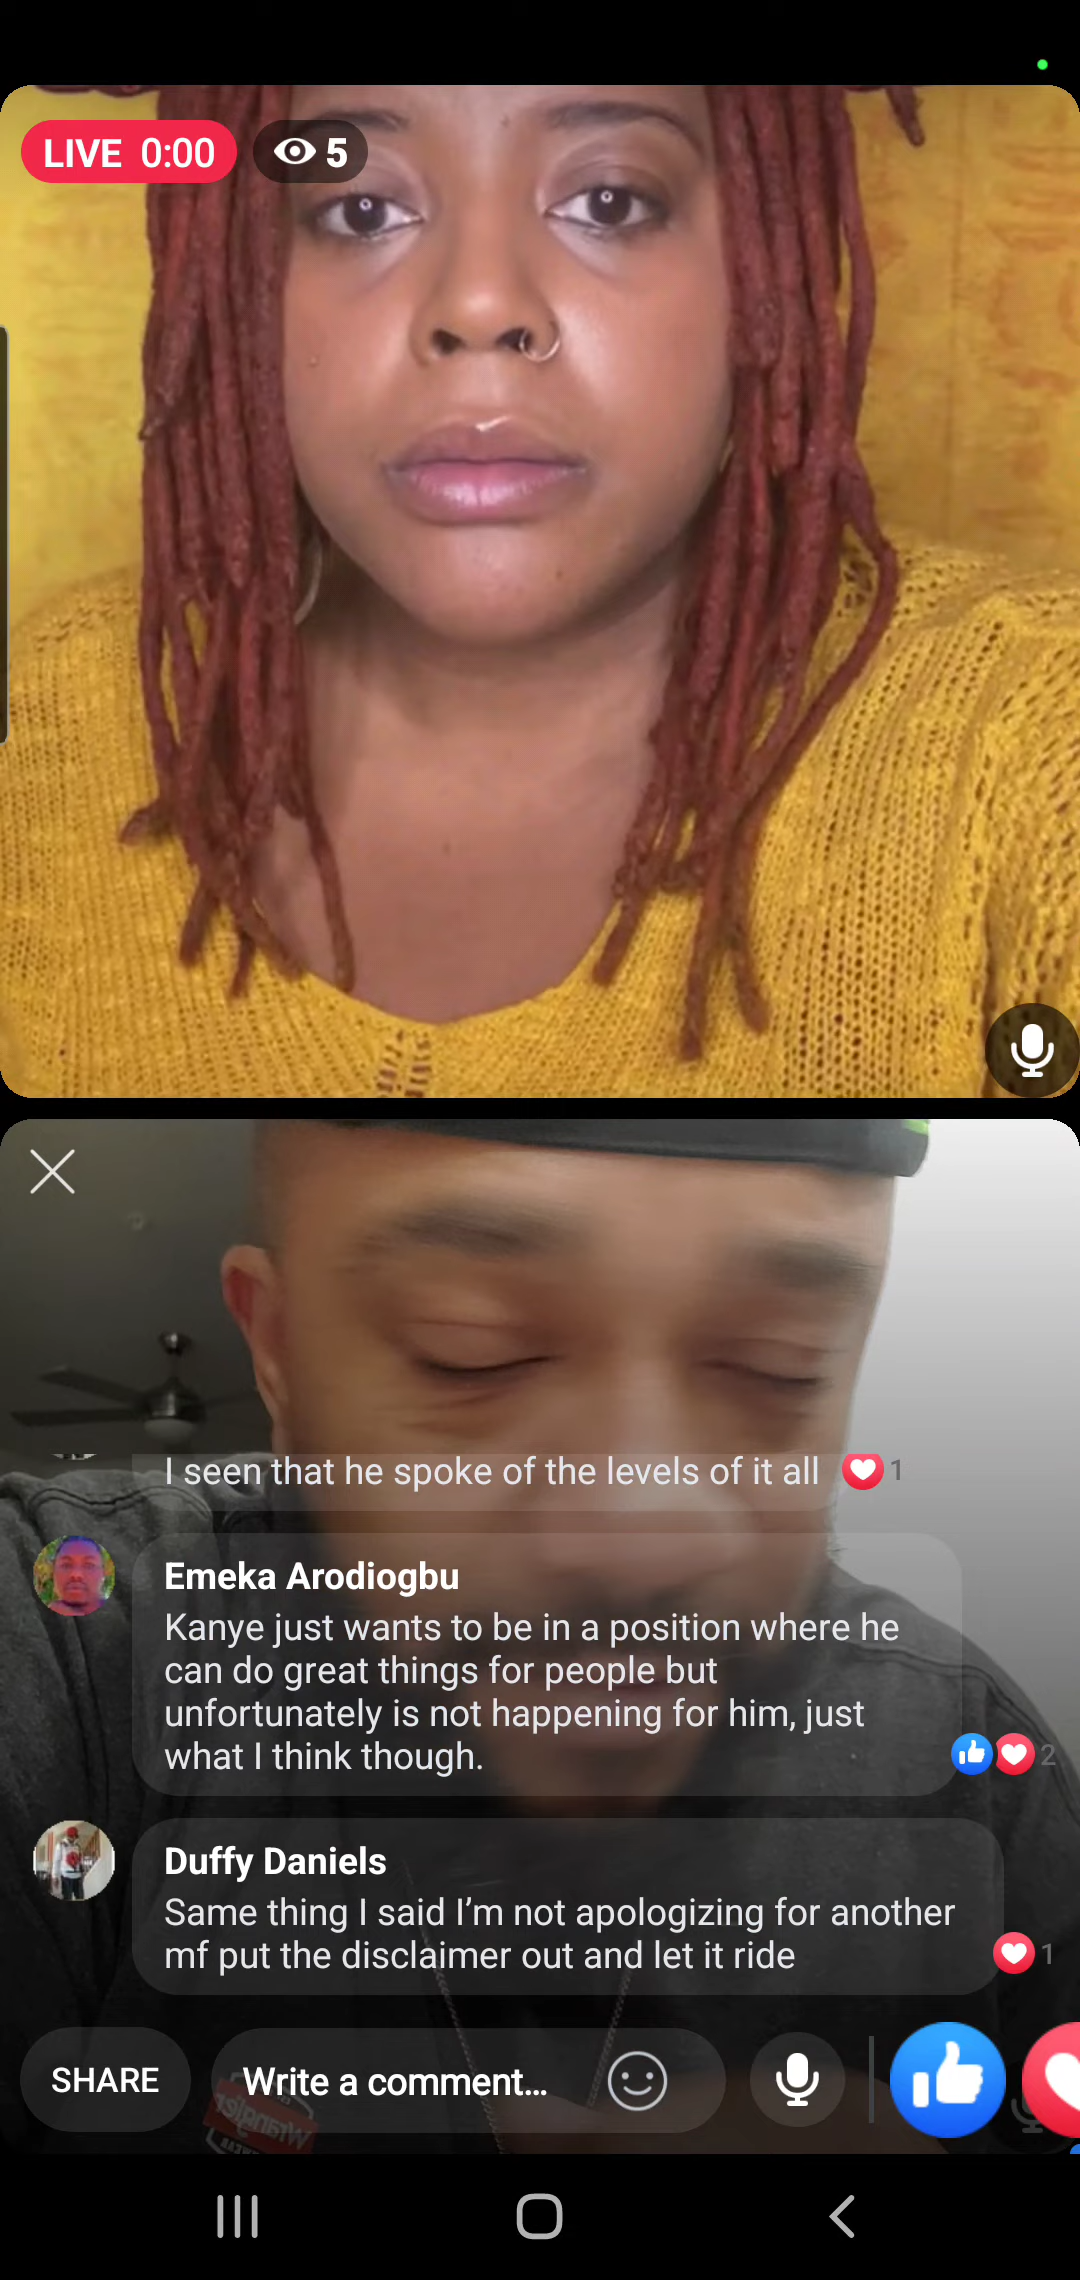 LIVE 0:00
5
I seen that he spoke of the levels of it all
1
Emeka Arodiogbu
Kanye just wants to be in a position where he
can do great things for people but
unfortunately is not happening for him, just
what I think though.
2
Duffy Daniels
Same thing I said I’m not apologizing for another
mf put the disclaimer out and let it ride
1
SHARE
Write a comment...
Wrangler